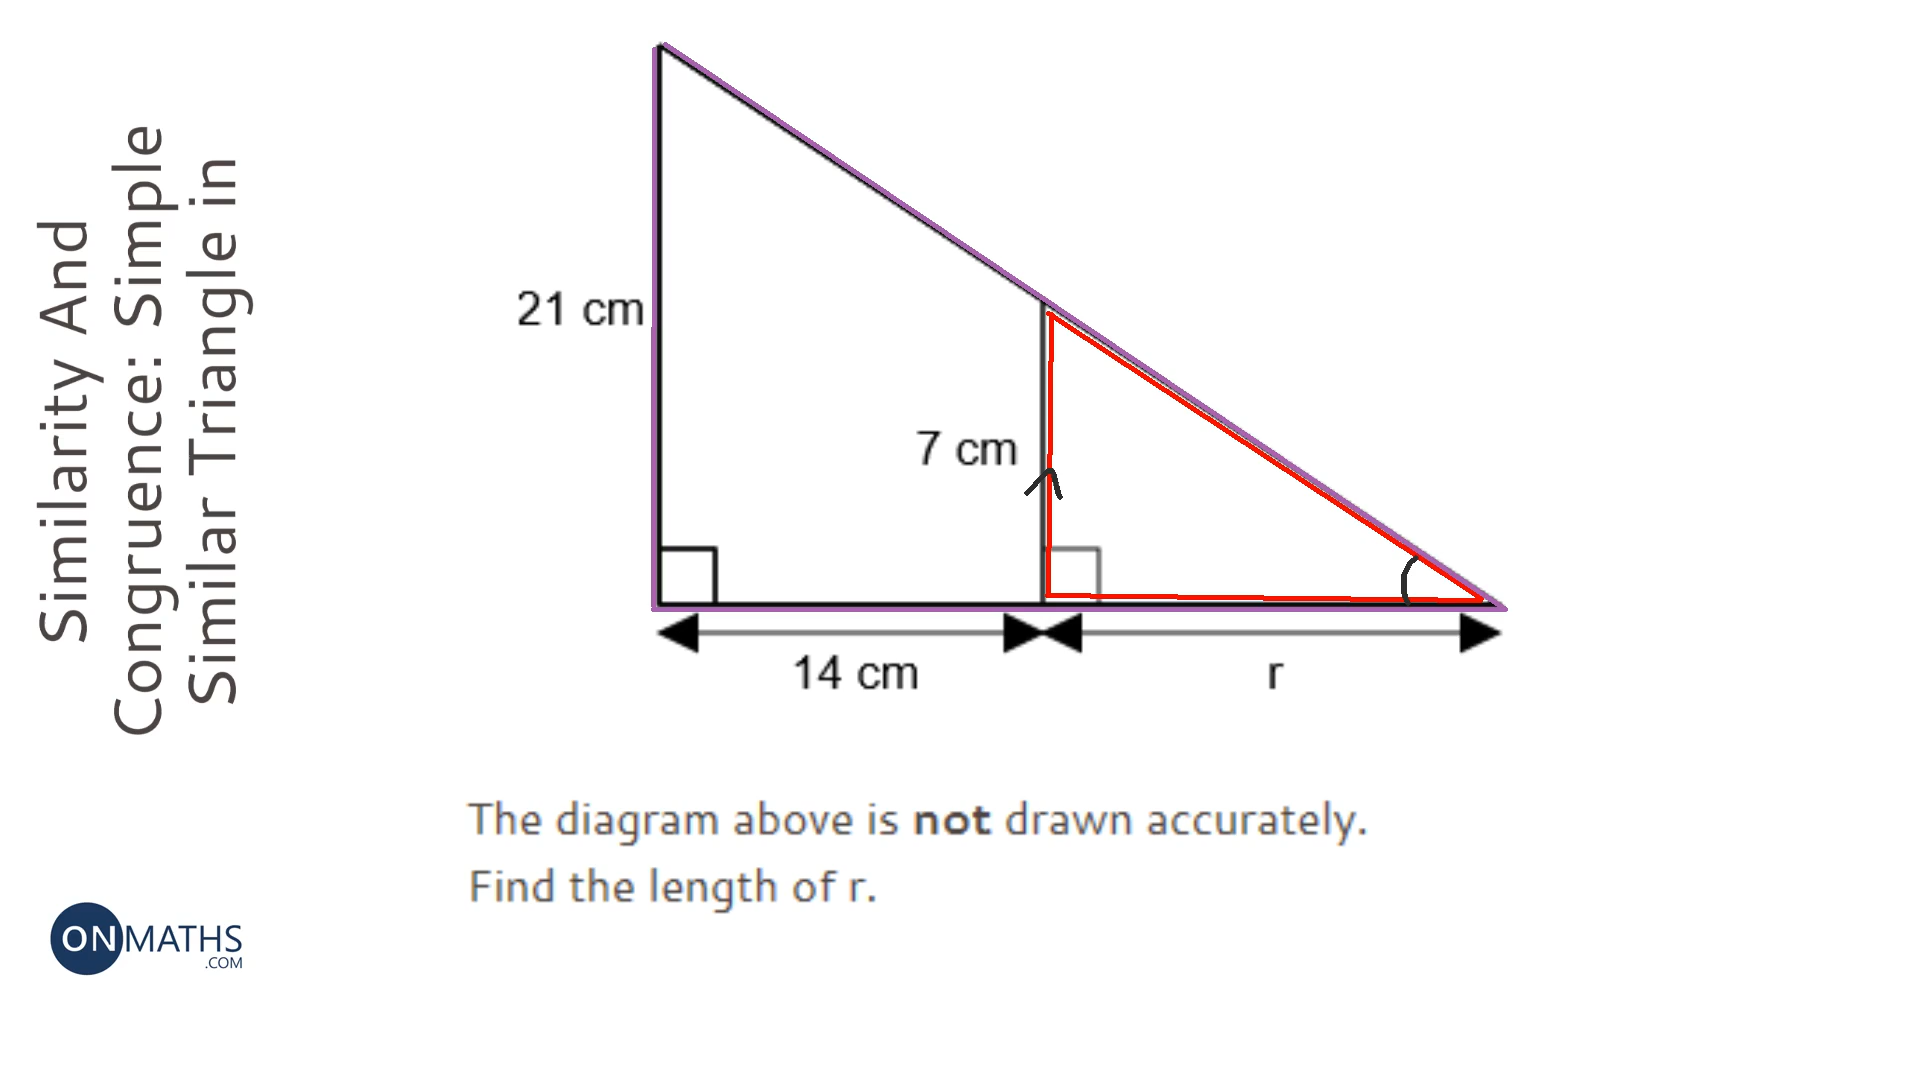 Similarity And
Congruence: Simple
Similar Triangle in
21 cm
7 cm
14 cm
r
The diagram above is not drawn accurately.
Find the length of r.
ONMATHS
.COM